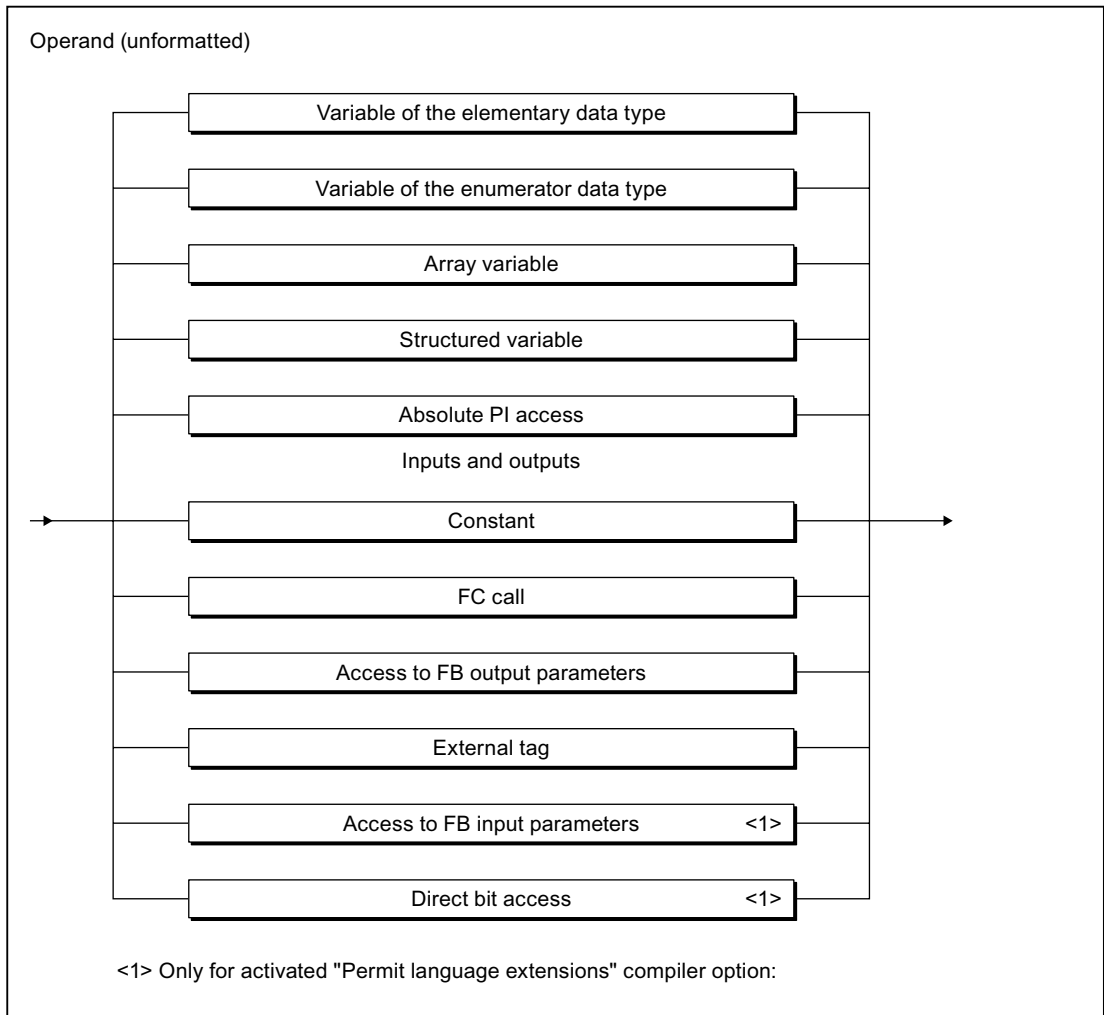 Operand (unformatted)
Variable of the elementary data type
Variable of the enumerator data type
Array variable
Structured variable
Absolute PI access
Inputs and outputs
Constant
FC call
Access to FB output parameters
External tag
Access to FB input parameters <1>
Direct bit access <1>
<1> Only for activated "Permit language extensions" compiler option: